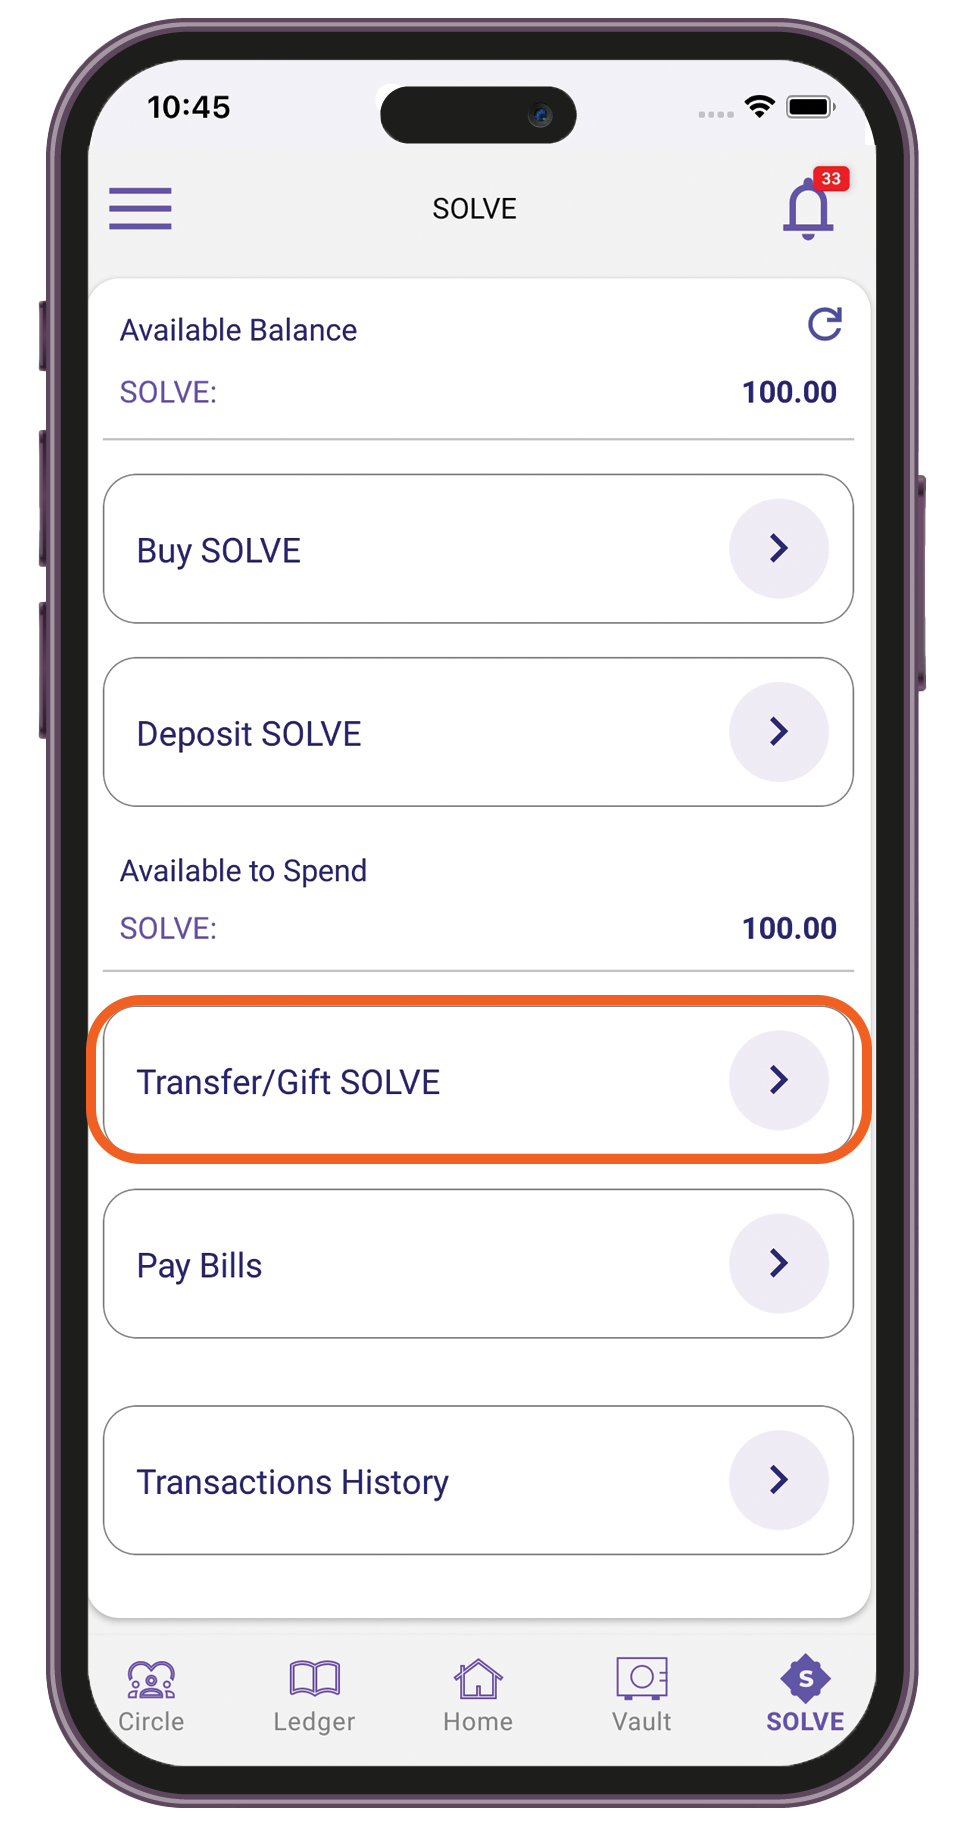 10:45
SOLVE
33
Available Balance
SOLVE: 100.00
Buy SOLVE
Deposit SOLVE
Available to Spend
SOLVE: 100.00
Transfer/Gift SOLVE
Pay Bills
Transactions History
S
Circle Ledger Home Vault SOLVE